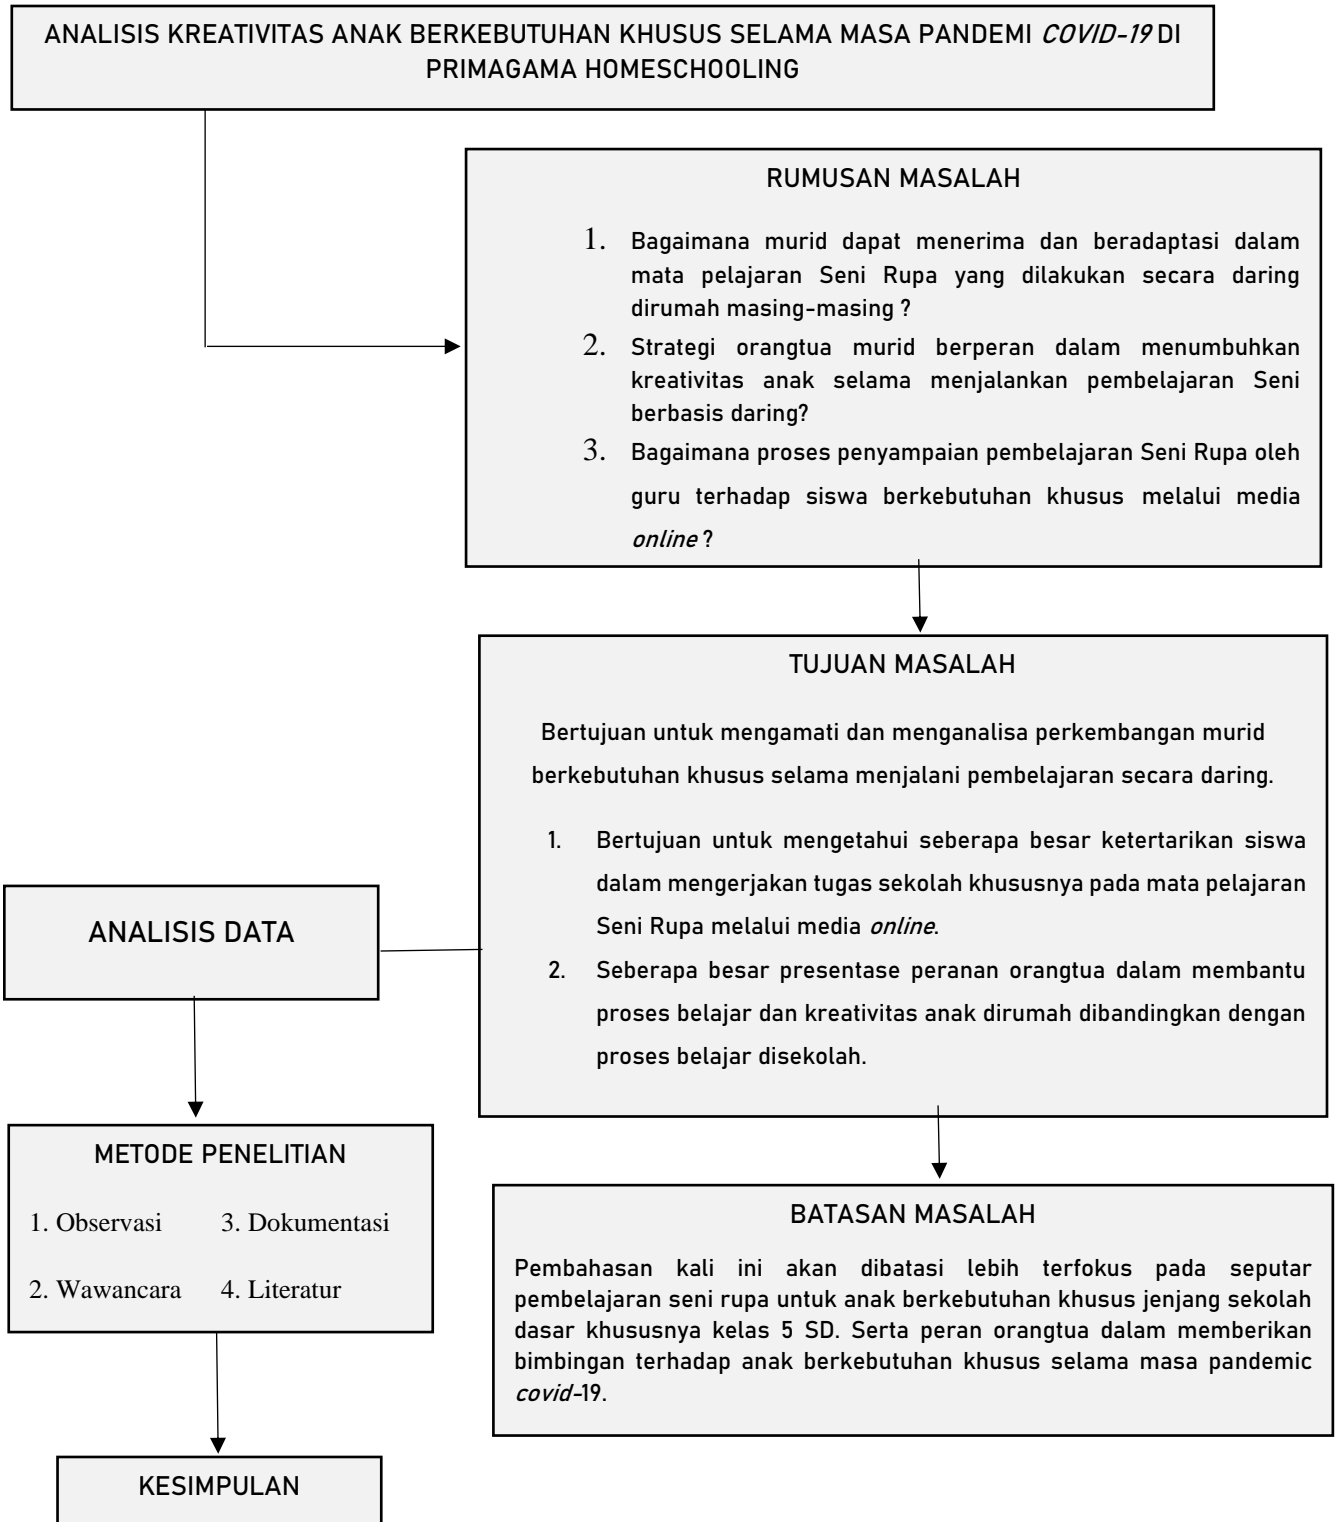 ANALISIS KREATIVITAS ANAK BERKEBUTUHAN KHUSUS SELAMA MASA PANDEMI COVID-19 DI
PRIMAGAMA HOMESCHOOLING
RUMUSAN MASALAH
1. Bagaimana murid dapat menerima dan beradaptasi dalam
mata pelajaran Seni Rupa yang dilakukan secara daring
dirumah masing-masing ?
2. Strategi orangtua murid berperan dalam menumbuhkan
kreativitas anak selama menjalankan pembelajaran Seni
berbasis daring?
3. Bagaimana proses penyampaian pembelajaran Seni Rupa oleh
guru terhadap siswa berkebutuhan khusus melalui media
online ?
TUJUAN MASALAH
Bertujuan untuk mengamati dan menganalisa perkembangan murid
berkebutuhan khusus selama menjalani pembelajaran secara daring.
1. Bertujuan untuk mengetahui seberapa besar ketertarikan siswa
dalam mengerjakan tugas sekolah khususnya pada mata pelajaran
Seni Rupa melalui media online.
2. Seberapa besar presentase peranan orangtua dalam membantu
proses belajar dan kreativitas anak dirumah dibandingkan dengan
proses belajar disekolah.
ANALISIS DATA
METODE PENELITIAN
1. Observasi 3. Dokumentasi
2. Wawancara 4. Literatur
BATASAN MASALAH
Pembahasan kali ini akan dibatasi lebih terfokus pada seputar
pembelajaran seni rupa untuk anak berkebutuhan khusus jenjang sekolah
dasar khususnya kelas 5 SD. Serta peran orangtua dalam memberikan
bimbingan terhadap anak berkebutuhan khusus selama masa pandemic
covid-19.
KESIMPULAN